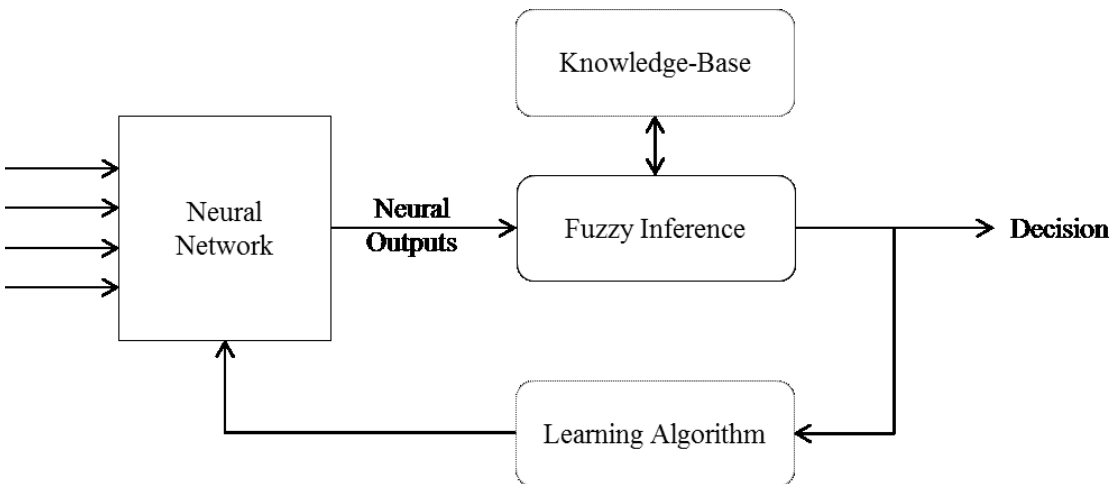 Knowledge-Base
Neural
Network
Neural
Outputs
Fuzzy Inference
Decision
Learning Algorithm